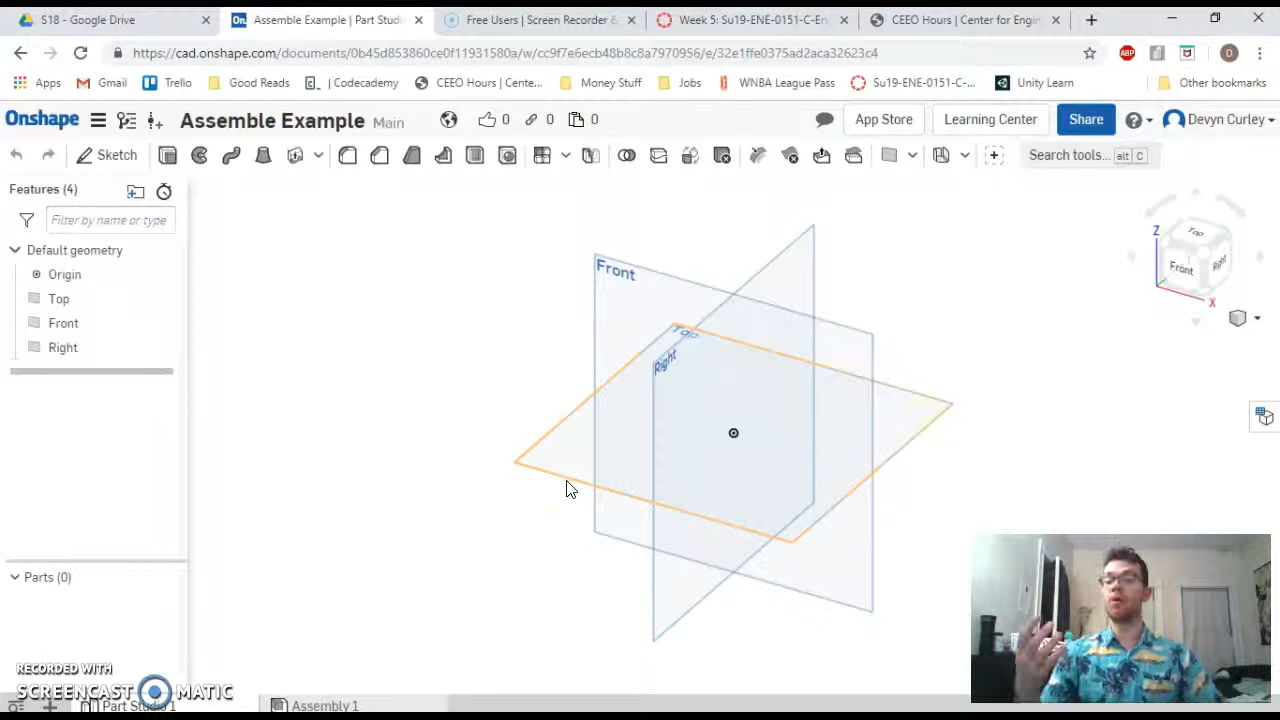 S18 - Google Drive
Assemble Example | Part Studi
Free Users | Screen Recorder &
Week 5: Su19-ENE-0151-C-En
CEEO Hours | Center for Engin
https://cad.onshape.com/documents/0b45d853860ce0f11931580a/w/cc9f7e6ecb48b8c8a7970956/e/32e1ffe0375ad2aca32623c4
ABP
D
Apps
Gmail
Trello
Good Reads
| Codecademy
CEEO Hours | Cente...
Money Stuff
Jobs
WNBA League Pass
Su19-ENE-0151-C-...
Unity Learn
Other bookmarks
Onshape
Assemble Example Main
0
0
0
App Store
Learning Center
Share
Devyn Curley
Sketch
Search tools... alt C
Features (4)
Filter by name or type
Default geometry
Origin
Top
Front
Right
Parts (0)
Front
Top
Right
Z
Top
Front
Right
X
RECORDED WITH
SCREENCAST MATIC
Part Studio 1
Assembly 1